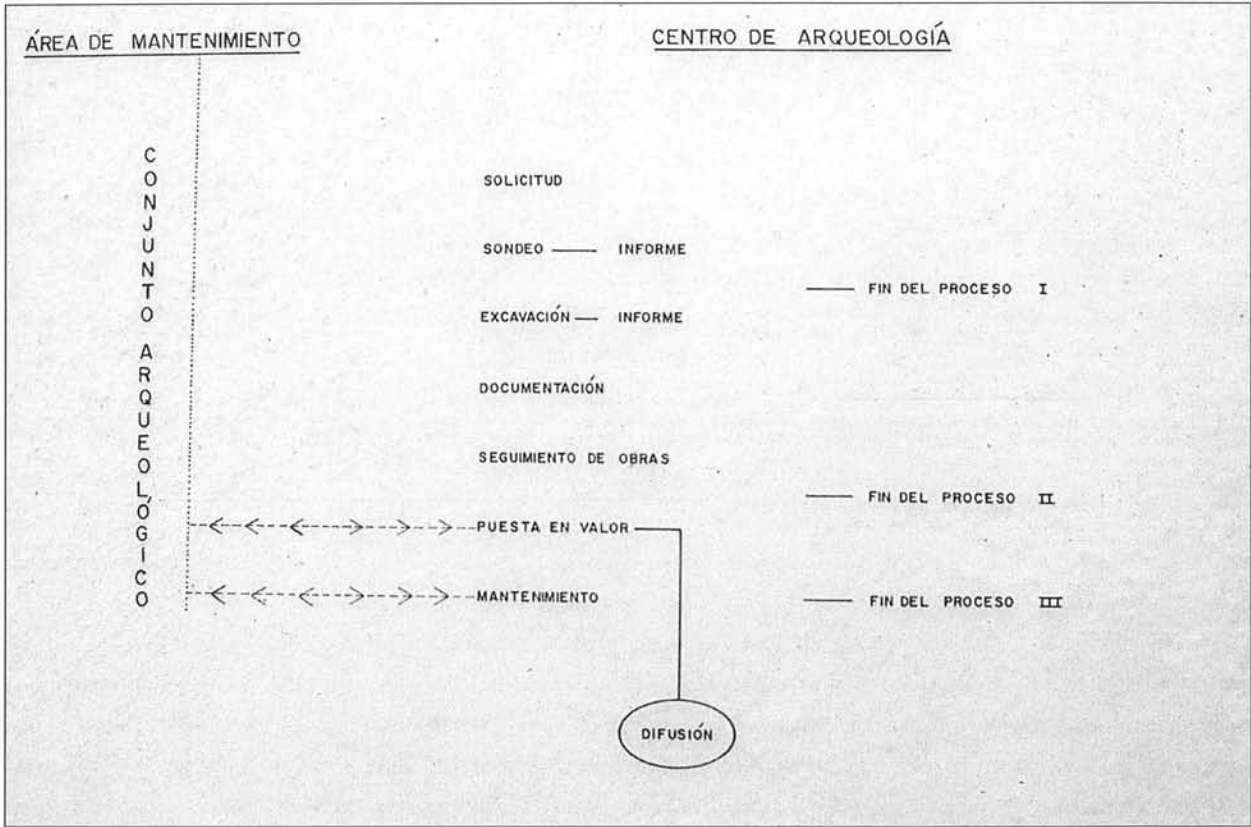 ÁREA DE MANTENIMIENTO
CENTRO DE ARQUEOLOGÍA
CONJUNTO ARQUEOLÓGICO
SOLICITUD
SONDEO INFORME
FIN DEL PROCESO I
EXCAVACIÓN INFORME
DOCUMENTACIÓN
SEGUIMIENTO DE OBRAS
FIN DEL PROCESO II
PUESTA EN VALOR
MANTENIMIENTO
FIN DEL PROCESO III
DIFUSIÓN